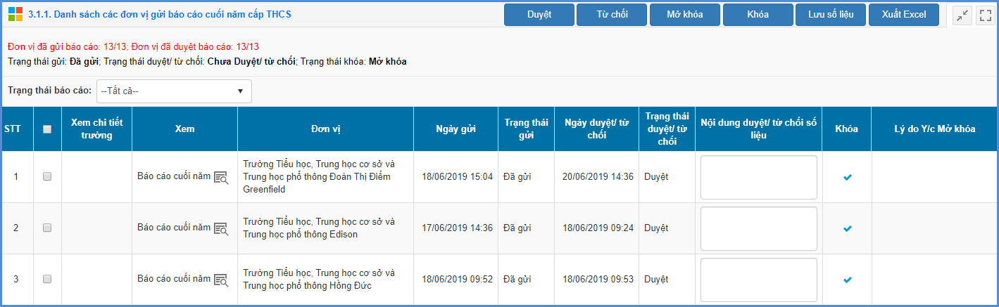 3.1.1. Danh sách các đơn vị gửi báo cáo cuối năm cấp THCS
Duyệt
Từ chối
Mở khóa
Khóa
Lưu số liệu
Xuất Excel
Đơn vị đã gửi báo cáo: 13/13; Đơn vị đã duyệt báo cáo: 13/13
Trạng thái gửi: Đã gửi; Trạng thái duyệt/ từ chối: Chưa Duyệt/ từ chối; Trạng thái khóa: Mở khóa
Trạng thái báo cáo: --Tất cả--
STT
Xem chi tiết
trường
Xem
Đơn vị
Ngày gửi
Trạng thái
gửi
Ngày duyệt/ từ
chối
Trạng thái
duyệt/ từ
chối
Nội dung duyệt/ từ chối số
liệu
Khóa
Lý do Y/c Mở khóa
1
Báo cáo cuối năm
Trường Tiểu học, Trung học cơ sở và
Trung học phổ thông Đoàn Thị Điểm
Greenfield
18/06/2019 15:04
Đã gửi
20/06/2019 14:36
Duyệt
2
Báo cáo cuối năm
Trường Tiểu học, Trung học cơ sở và
Trung học phổ thông Edison
17/06/2019 14:36
Đã gửi
18/06/2019 09:24
Duyệt
3
Báo cáo cuối năm
Trường Tiểu học, Trung học cơ sở và
Trung học phổ thông Hồng Đức
18/06/2019 09:52
Đã gửi
18/06/2019 09:53
Duyệt